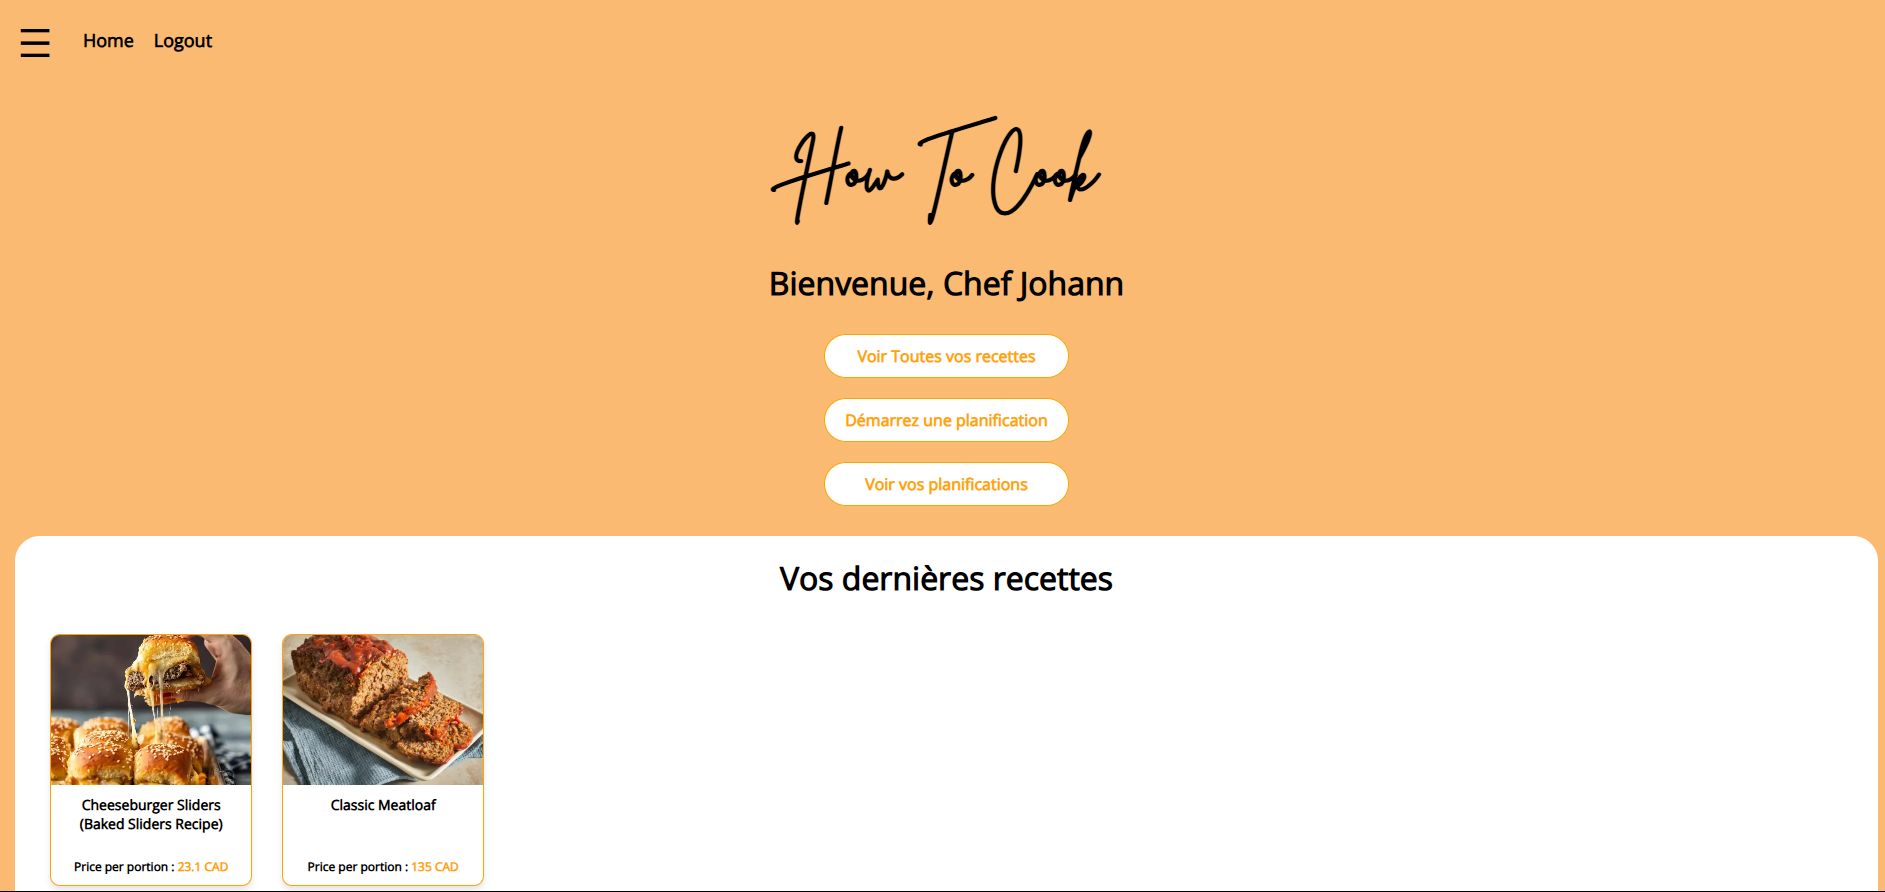 ☰ Home Logout
How To Cook
Bienvenue, Chef Johann
Voir Toutes vos recettes
Démarrez une planification
Voir vos planifications
Vos dernières recettes
Cheeseburger Sliders
(Baked Sliders Recipe)
Price per portion : 23.1 CAD
Classic Meatloaf
Price per portion : 135 CAD